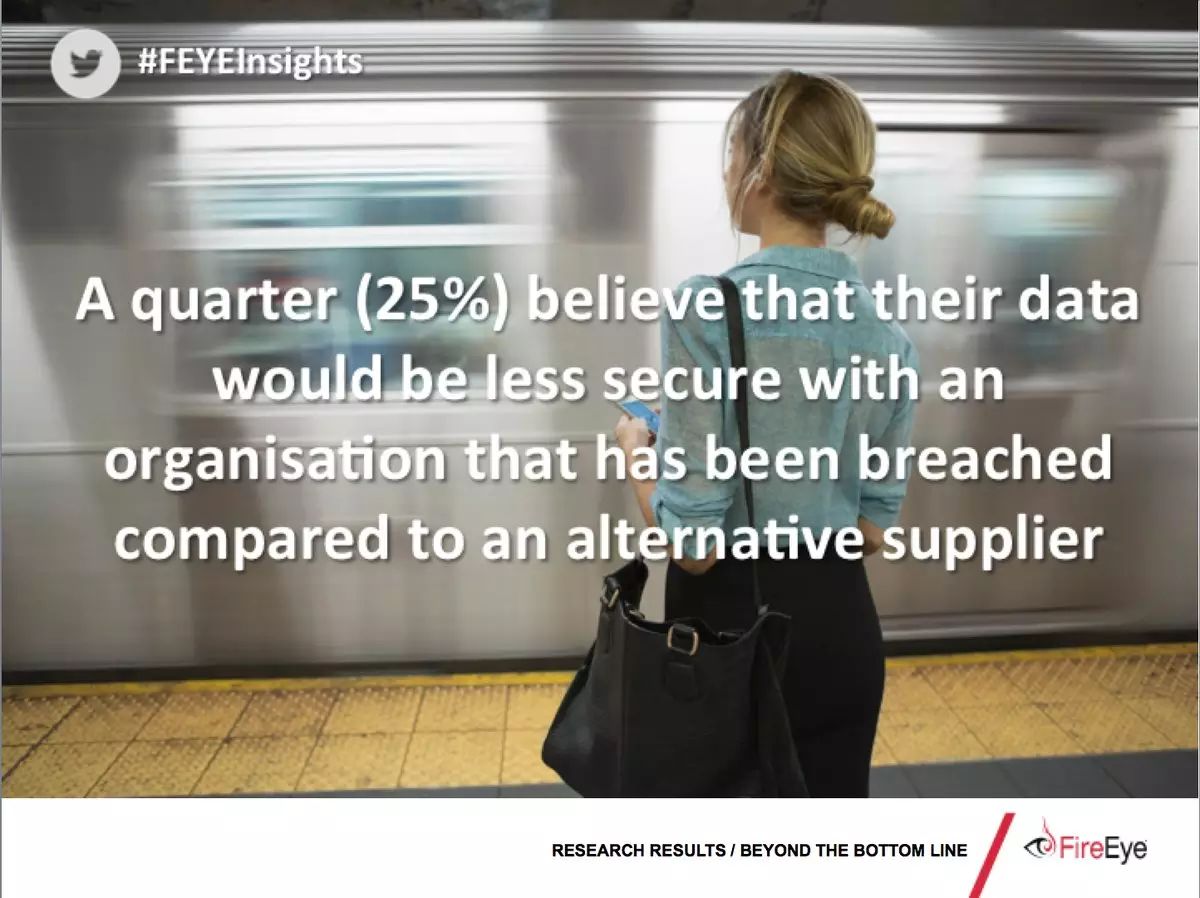 #FEYEInsights
A quarter (25%) believe that their data
would be less secure with an
organisation that has been breached
compared to an alternative supplier
RESEARCH RESULTS / BEYOND THE BOTTOM LINE
FireEye